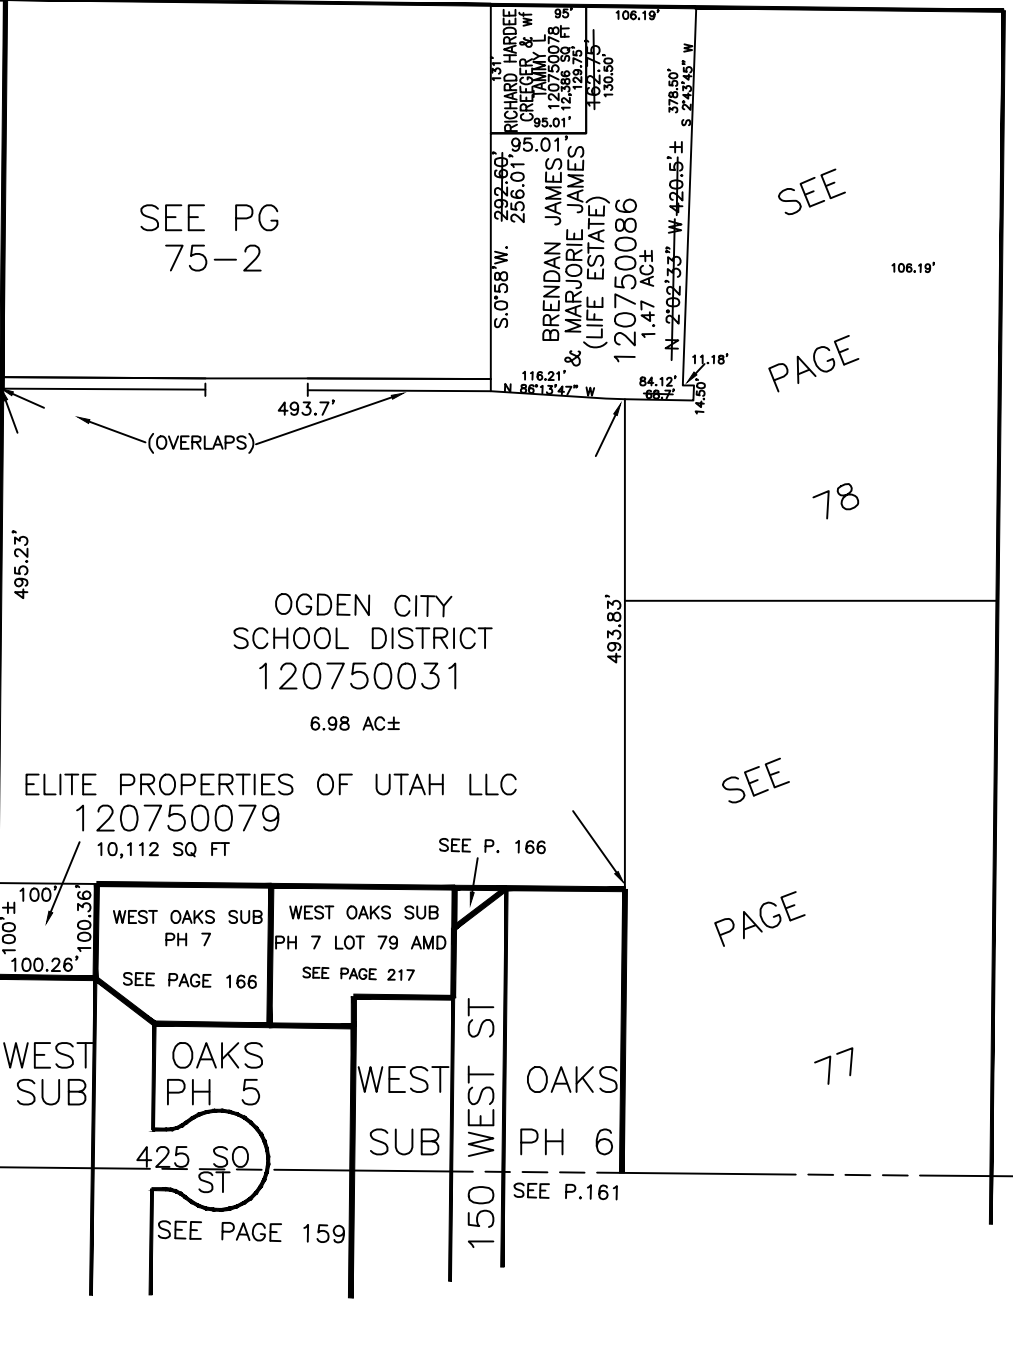 95'
106.19'
RICHARD HARDEE
CREEGER & wf
TAMMY L
120750078
12,386 SQ FT
129.75'
131'
95.01'
162.75'
130.50'
378.50'
S 2°43'45" W
95.01'
292.60'
S.0°58'W. 256.01'
BRENDAN JAMES
& MARJORIE JAMES
(LIFE ESTATE)
120750086
1.47 AC±
N 2°02'33" W 420.5'±
SEE PG
75-2
SEE
106.19'
PAGE
78
11.18'
116.21'
N 86°13'47" W
84.12'
68.7'
14.50'
493.7'
(OVERLAPS)
495.23'
493.83'
OGDEN CITY
SCHOOL DISTRICT
120750031
6.98 AC±
ELITE PROPERTIES OF UTAH LLC
120750079
10,112 SQ FT
SEE P. 166
SEE
PAGE
77
100'
100'±
100.36'
100.26'
WEST OAKS SUB
PH 7
SEE PAGE 166
WEST OAKS SUB
PH 7 LOT 79 AMD
SEE PAGE 217
WEST OAKS
SUB PH 5
WEST OAKS
SUB PH 6
150 WEST ST
425 SO
ST
SEE P.161
SEE PAGE 159